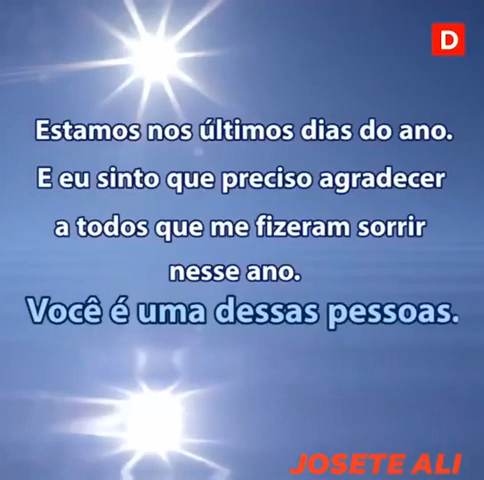 D
Estamos nos últimos dias do ano.
E eu sinto que preciso agradecer
a todos que me fizeram sorrir
nesse ano.
Você é uma dessas pessoas.
JOSETE ALI